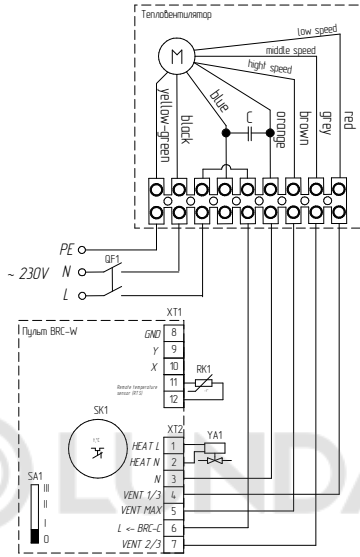 Тепловентилятор
low speed
middle speed
hight speed
M
C
yellow-green
black
blue
orange
brown
grey
red
PE
~ 230V
N
L
QF1
Пульт BRC-W
XT1
GND 8
Y 9
X 10
11
12
Remote temperature
sensor (RTS)
RK1
SK1
t,°C
XT2
HEAT L 1
HEAT N 2
N 3
VENT 1/3 4
VENT MAX 5
L <- BRC-C 6
VENT 2/3 7
YA1
SA1
III
II
I
0
LUNDA